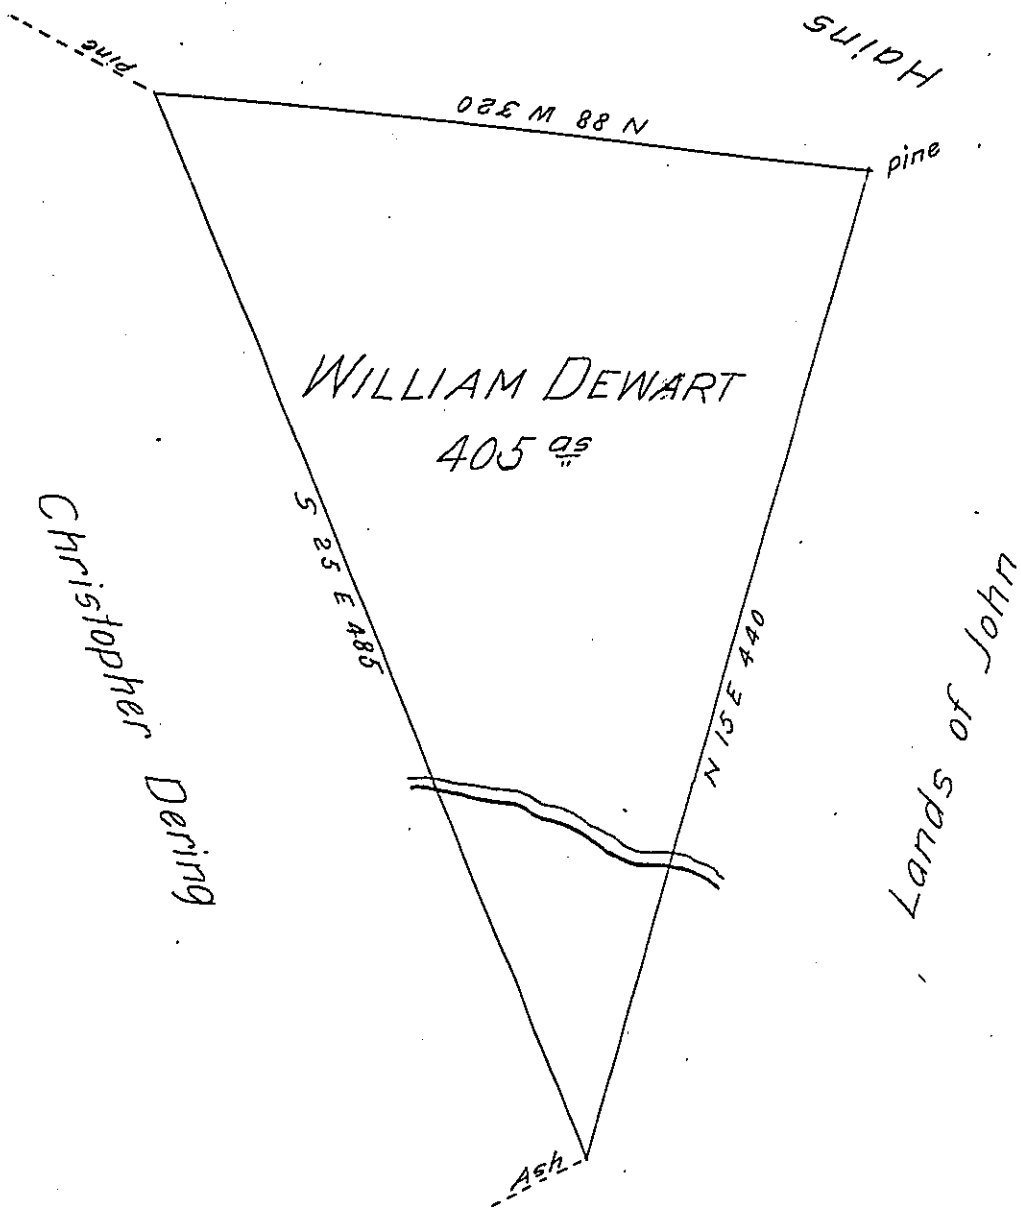 Pine
Hains
N 88 W 320
pine
WILLIAM DEWART
405 as
S 25 E 485
Christopher Dering
N 15 E 440
Lands of John
Ash